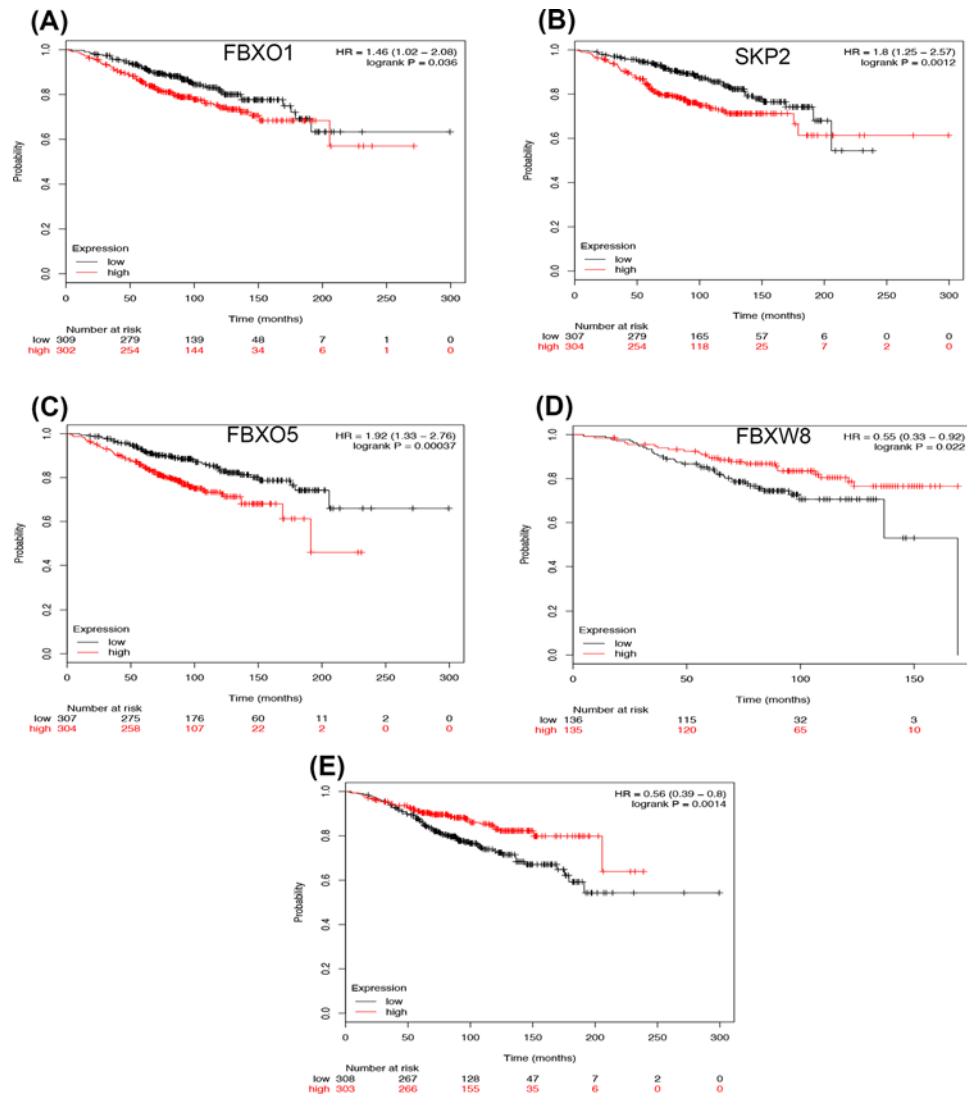 (A)
FBXO1
HR = 1.46 (1.02 − 2.08)
logrank P = 0.036
Probability
1.0
0.8
0.6
0.4
0.2
0.0
Expression
low
high
0 50 100 150 200 250 300
Time (months)
Number at risk
low 309 279 139 48 7 1 0
high 302 254 144 34 6 1 0
(B)
SKP2
HR = 1.8 (1.25 − 2.57)
logrank P = 0.0012
Probability
1.0
0.8
0.6
0.4
0.2
0.0
Expression
low
high
0 50 100 150 200 250 300
Time (months)
Number at risk
low 307 279 165 57 6 0 0
high 304 254 118 25 7 2 0
(C)
FBXO5
HR = 1.92 (1.33 − 2.76)
logrank P = 0.00037
Probability
1.0
0.8
0.6
0.4
0.2
0.0
Expression
low
high
0 50 100 150 200 250 300
Time (months)
Number at risk
low 307 275 176 60 11 2 0
high 304 258 107 22 2 0 0
(D)
FBXW8
HR = 0.55 (0.33 − 0.92)
logrank P = 0.022
Probability
1.0
0.8
0.6
0.4
0.2
0.0
Expression
low
high
0 50 100 150
Time (months)
Number at risk
low 136 115 32 3
high 135 120 65 10
(E)
HR = 0.56 (0.39 − 0.8)
logrank P = 0.0014
Probability
1.0
0.8
0.6
0.4
0.2
0.0
Expression
low
high
0 50 100 150 200 250 300
Time (months)
Number at risk
low 308 267 128 47 7 2 0
high 303 266 155 35 6 0 0